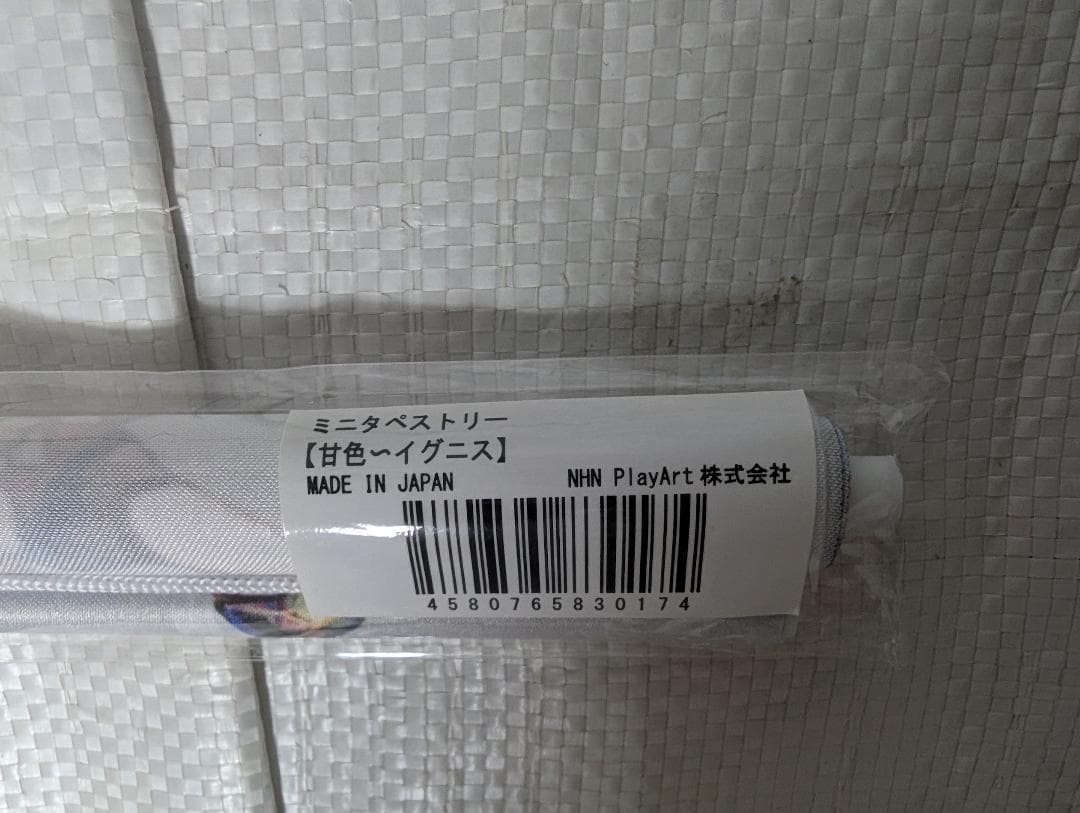 ミニタペストリー
【甘色〜イグニス】
MADE IN JAPAN NHN PlayArt 株式会社
4580765830174